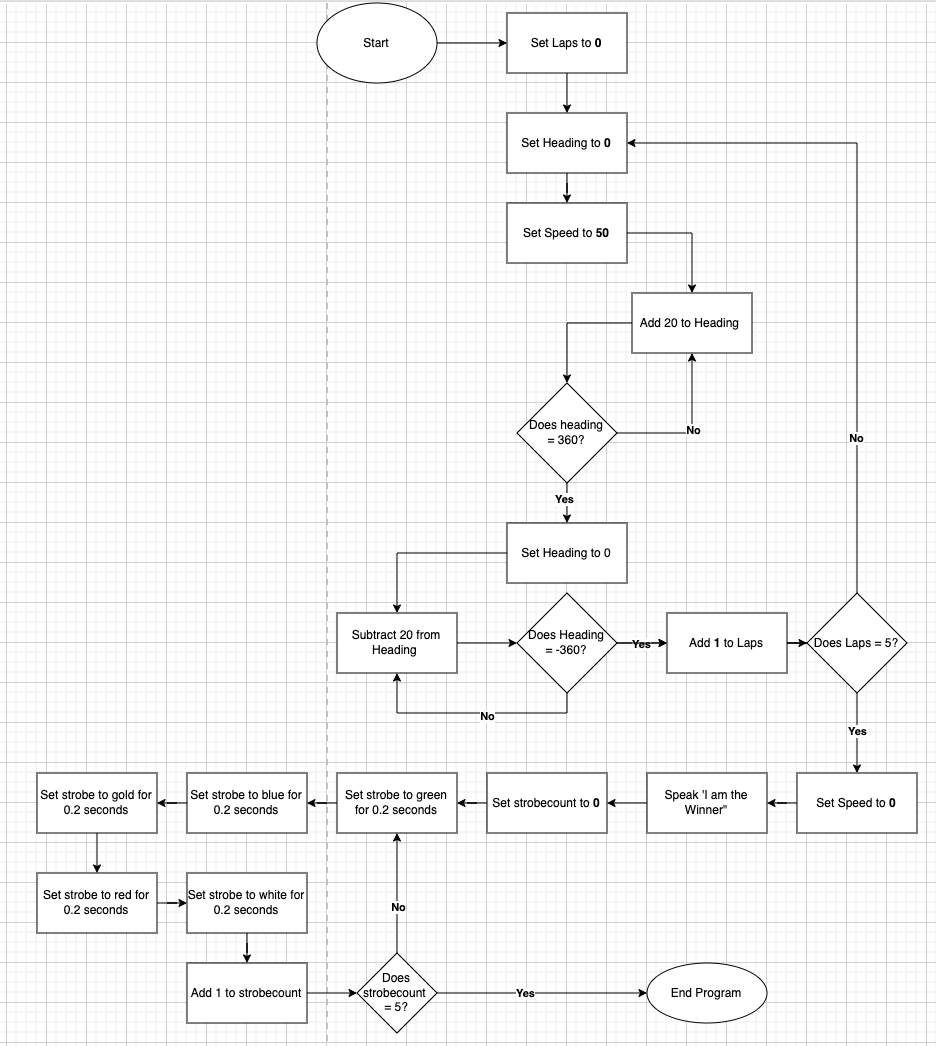 Start
Set Laps to 0
Set Heading to 0
Set Speed to 50
Add 20 to Heading
Does heading
= 360?
No
No
Yes
Set Heading to 0
Subtract 20 from
Heading
Does Heading
= -360?
Yes
Add 1 to Laps
Does Laps = 5?
No
Yes
Set strobe to gold for
0.2 seconds
Set strobe to blue for
0.2 seconds
Set strobe to green
for 0.2 seconds
Set strobecount to 0
Speak 'I am the
Winner"
Set Speed to 0
Set strobe to red for
0.2 seconds
Set strobe to white for
0.2 seconds
No
Add 1 to strobecount
Does
strobecount
= 5?
Yes
End Program